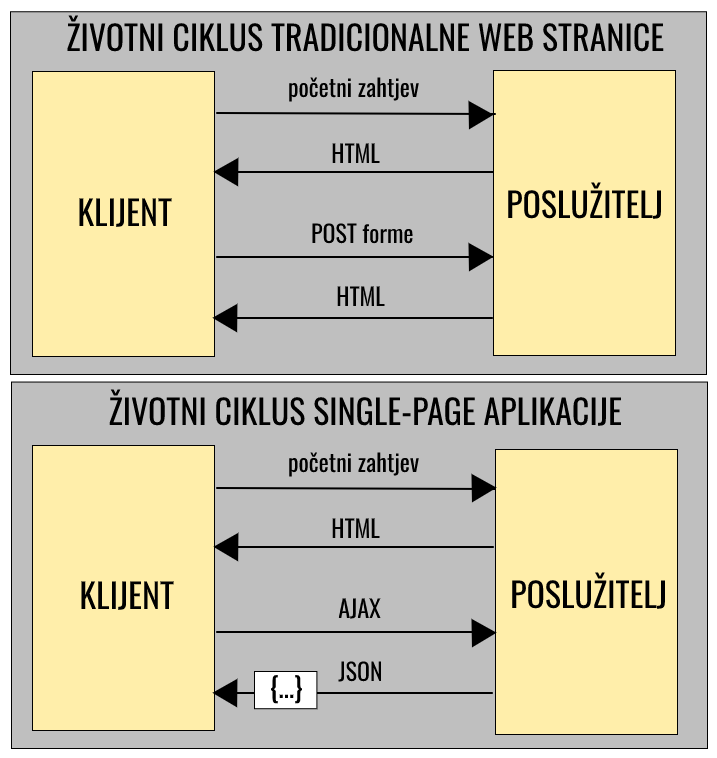 ŽIVOTNI CIKLUS TRADICIONALNE WEB STRANICE
početni zahtjev
HTML
KLIJENT
POSLUŽITELJ
POST forme
HTML
ŽIVOTNI CIKLUS SINGLE-PAGE APLIKACIJE
početni zahtjev
HTML
KLIJENT
POSLUŽITELJ
AJAX
JSON
{...}